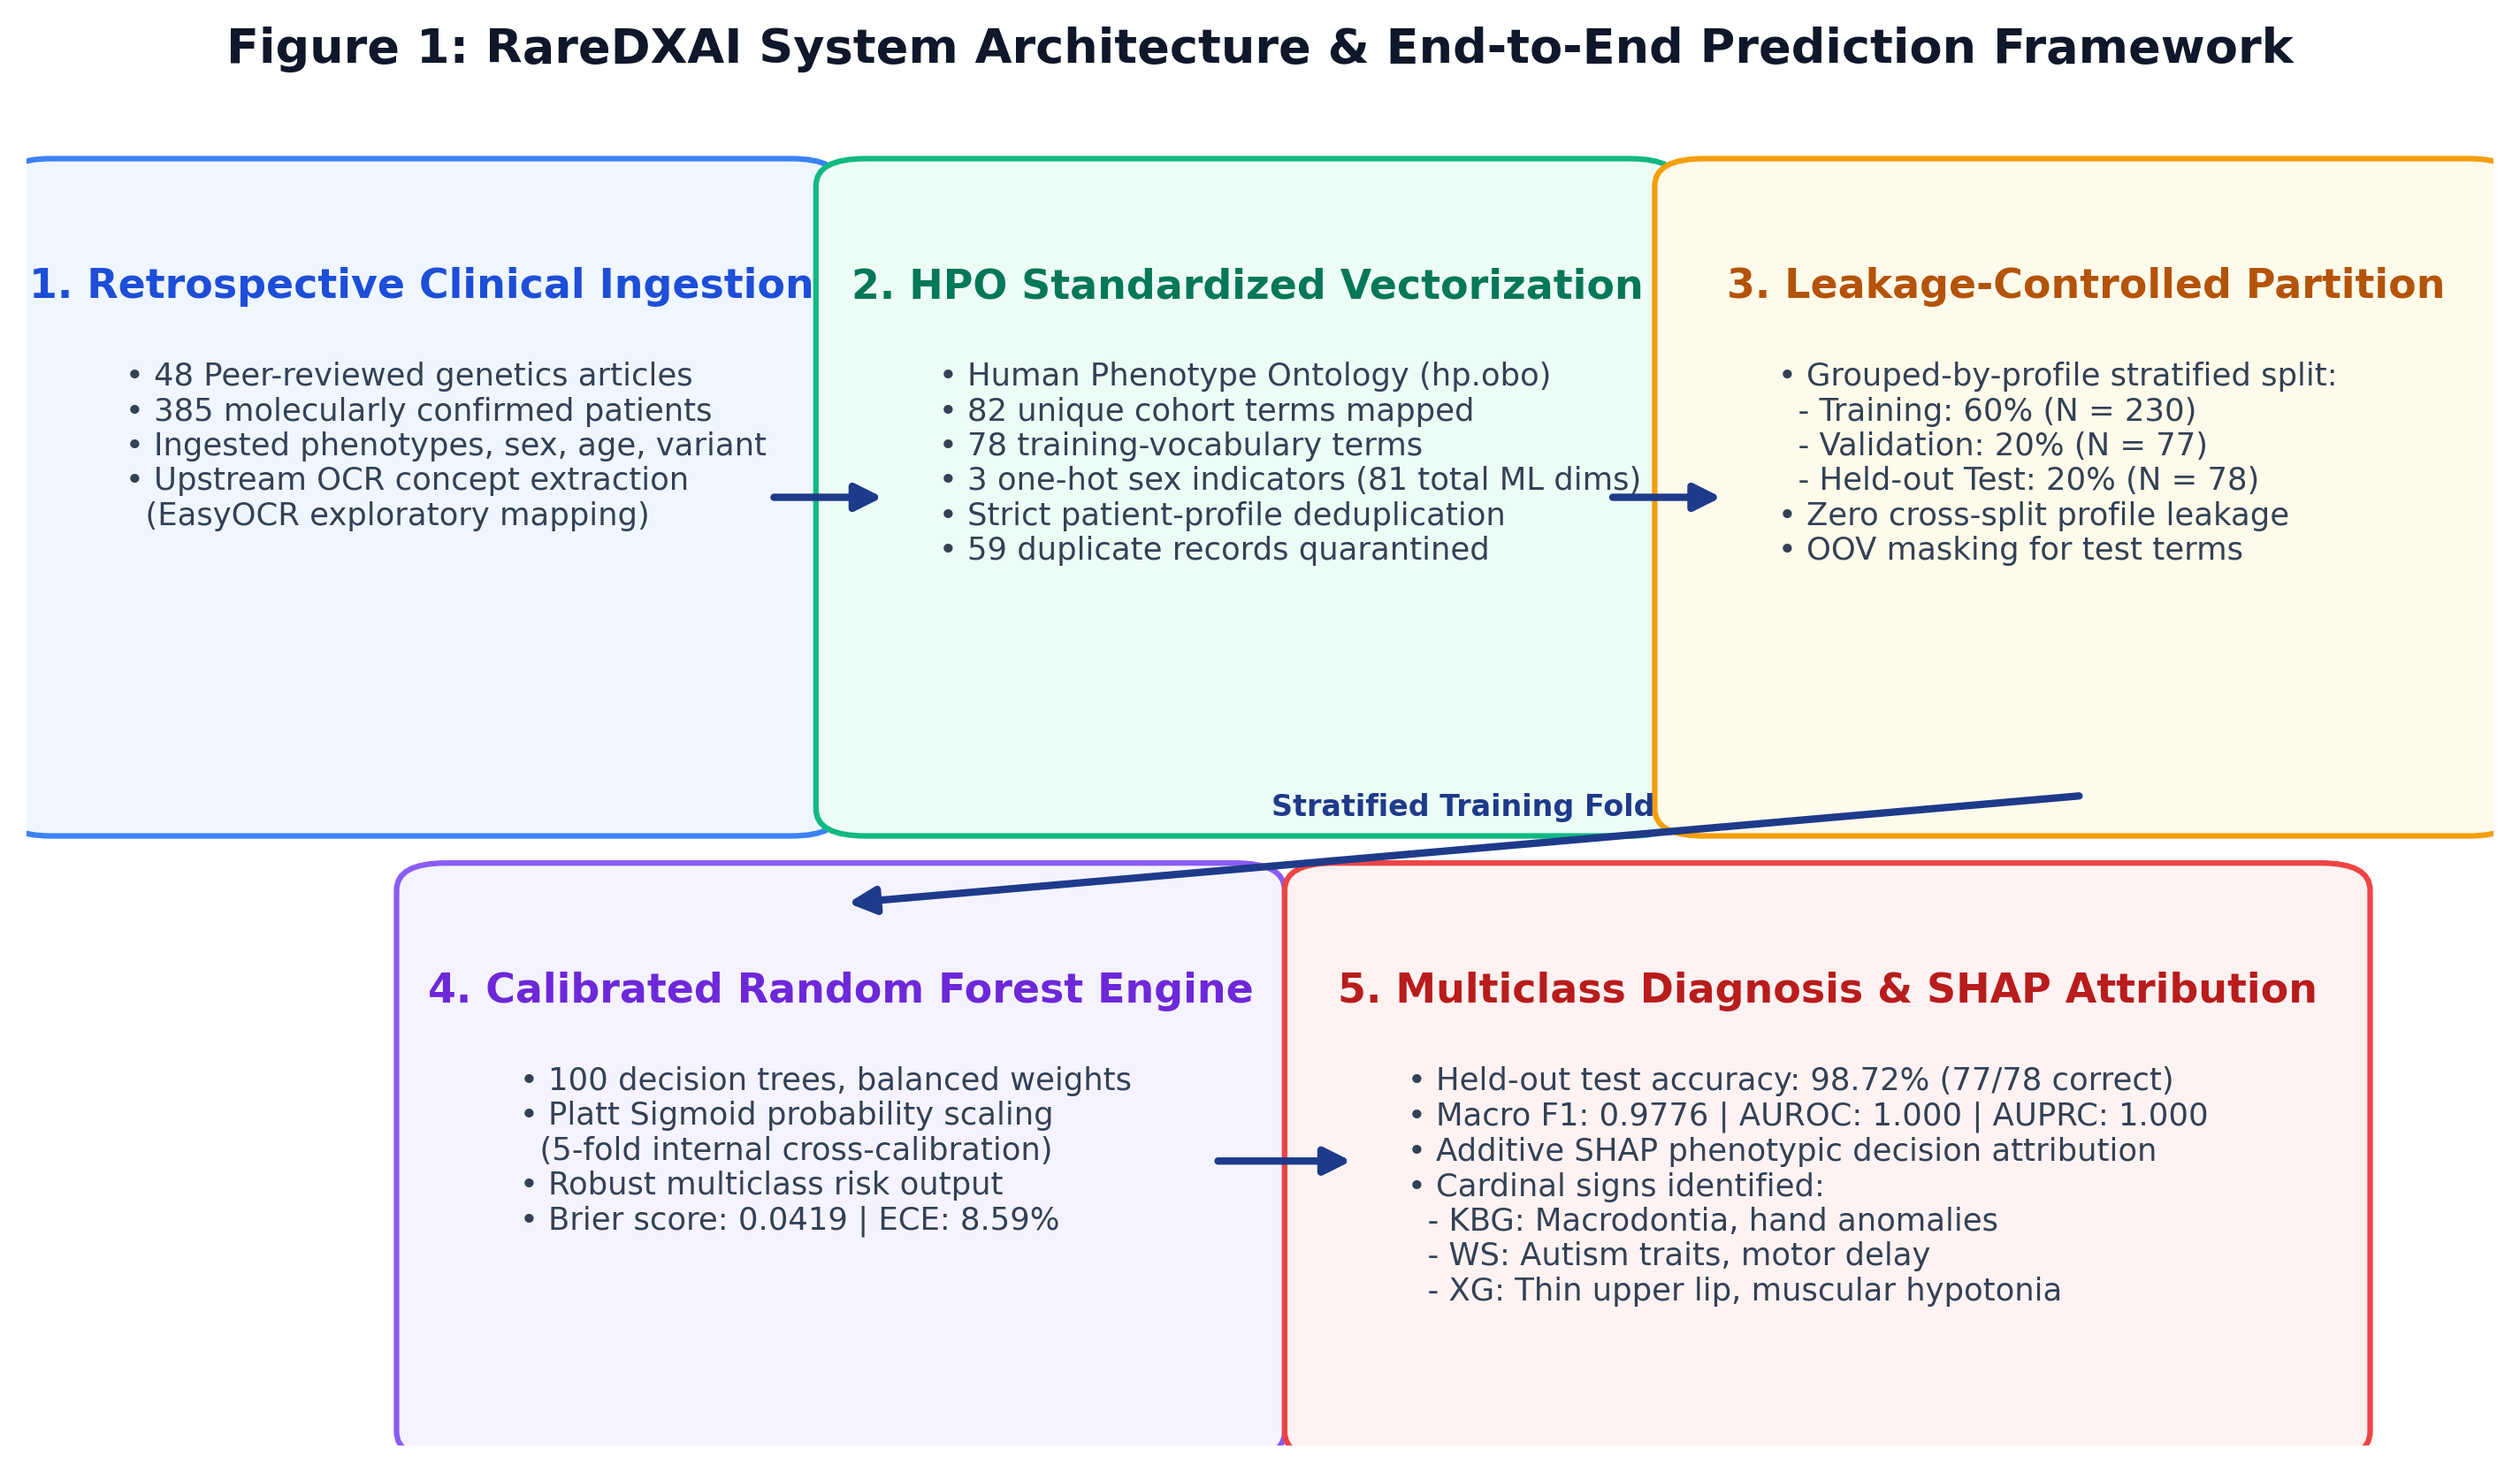 Figure 1: RareDXAI System Architecture & End-to-End Prediction Framework
1. Retrospective Clinical Ingestion
• 48 Peer-reviewed genetics articles
• 385 molecularly confirmed patients
• Ingested phenotypes, sex, age, variant
• Upstream OCR concept extraction
(EasyOCR exploratory mapping)
2. HPO Standardized Vectorization
• Human Phenotype Ontology (hp.obo)
• 82 unique cohort terms mapped
• 78 training-vocabulary terms
• 3 one-hot sex indicators (81 total ML dims)
• Strict patient-profile deduplication
• 59 duplicate records quarantined
3. Leakage-Controlled Partition
• Grouped-by-profile stratified split:
- Training: 60% (N = 230)
- Validation: 20% (N = 77)
- Held-out Test: 20% (N = 78)
• Zero cross-split profile leakage
• OOV masking for test terms
Stratified Training Fold
4. Calibrated Random Forest Engine
• 100 decision trees, balanced weights
• Platt Sigmoid probability scaling
(5-fold internal cross-calibration)
• Robust multiclass risk output
• Brier score: 0.0419 | ECE: 8.59%
5. Multiclass Diagnosis & SHAP Attribution
• Held-out test accuracy: 98.72% (77/78 correct)
• Macro F1: 0.9776 | AUROC: 1.000 | AUPRC: 1.000
• Additive SHAP phenotypic decision attribution
• Cardinal signs identified:
- KBG: Macrodontia, hand anomalies
- WS: Autism traits, motor delay
- XG: Thin upper lip, muscular hypotonia